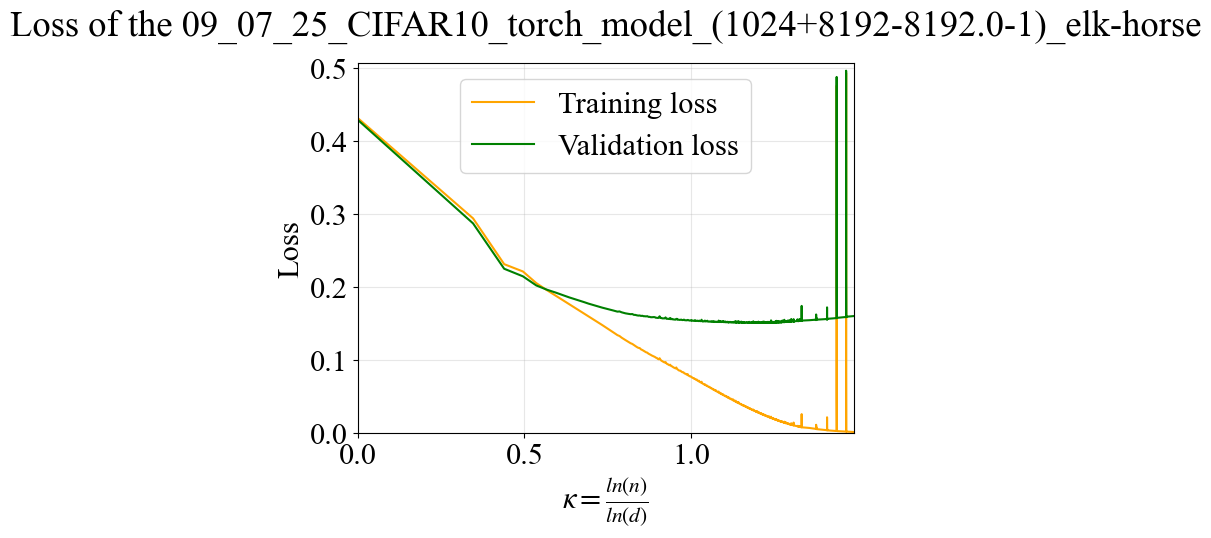 Loss of the 09_07_25_CIFAR10_torch_model_(1024+8192-8192.0-1)_elk-horse
0.5
0.4
0.3
0.2
0.1
0.0
Loss
Training loss
Validation loss
0.0 0.5 1.0
κ = ln(n) / ln(d)